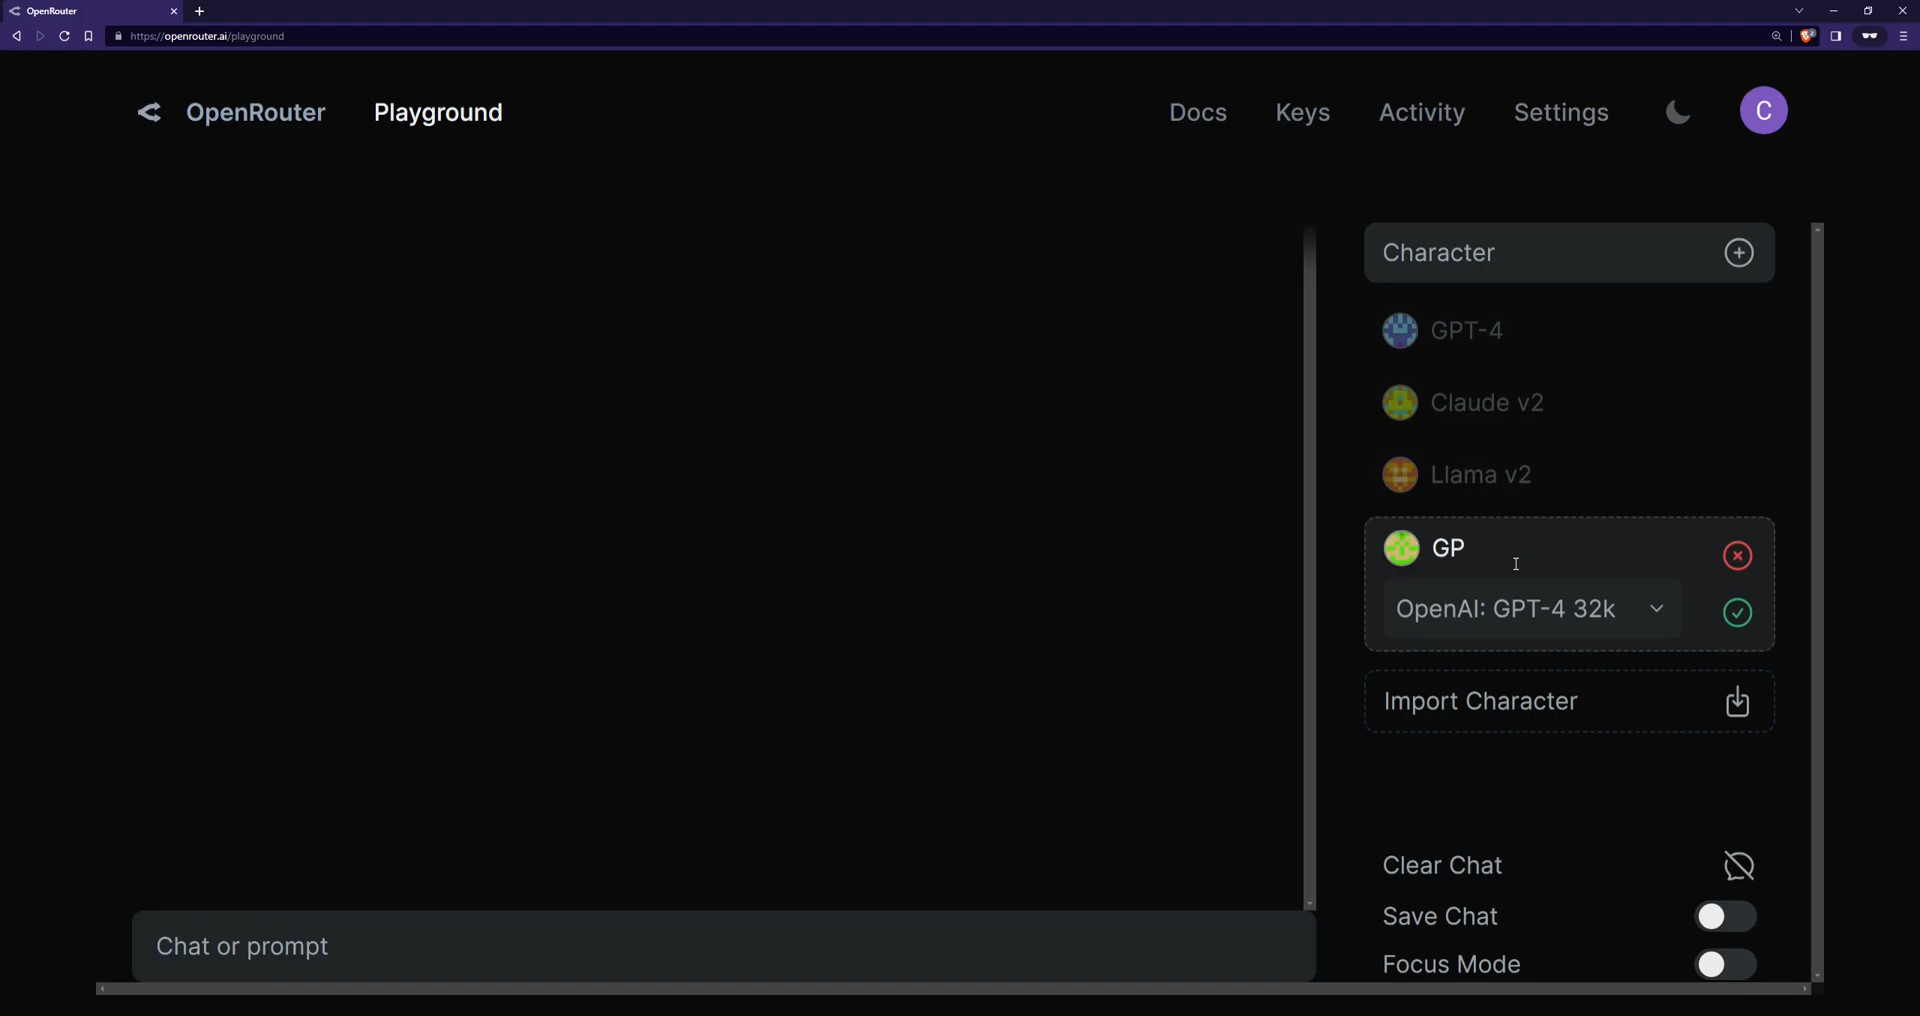 OpenRouter
https://openrouter.ai/playground
2
OpenRouter
Playground
Docs
Keys
Activity
Settings
C
Character
GPT-4
Claude v2
Llama v2
GP
OpenAI: GPT-4 32k
Import Character
Clear Chat
Save Chat
Focus Mode
Chat or prompt